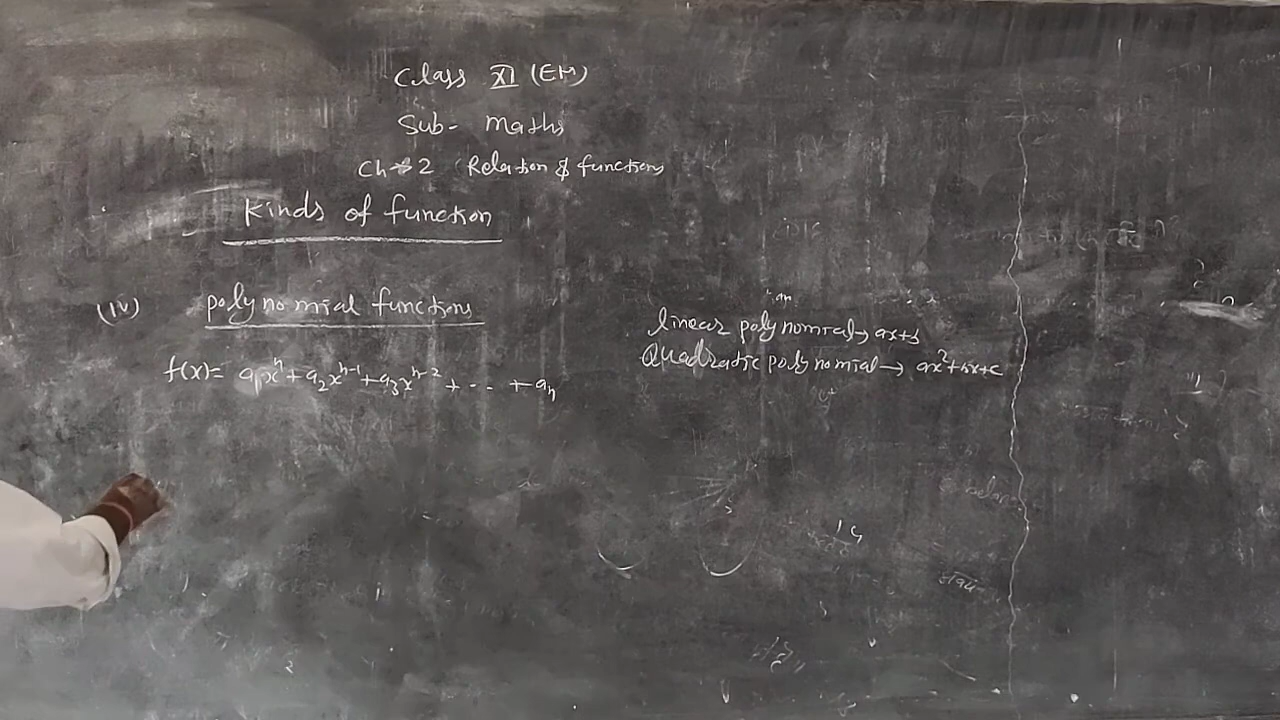 Class XI (EM)
Sub- Maths
Ch → 2 Relation & functions
Kinds of function
(iv) polynomial functions
f(x)= a₁xⁿ+a₂xⁿ⁻¹+a₃xⁿ⁻²+ ... +aₙ
linear polynomial→ ax+b
Quadratic polynomial→ ax²+bx+c